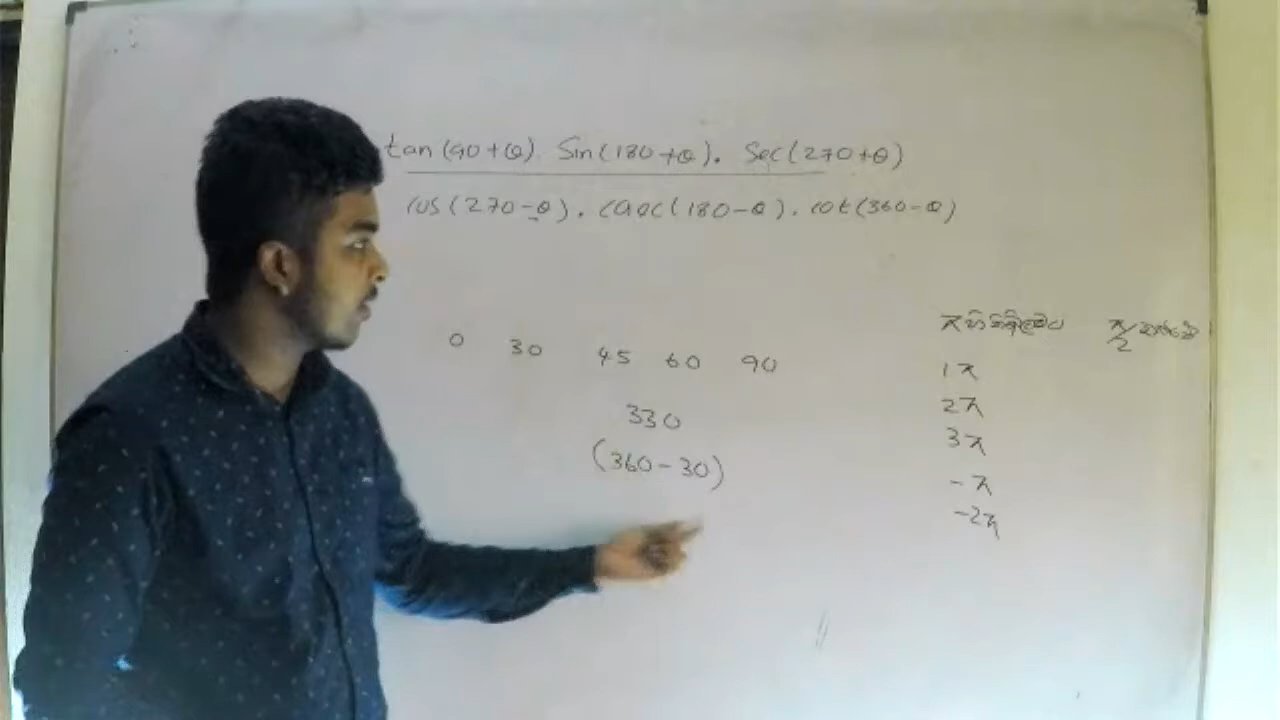 tan(90+θ). Sin(180+θ). Sec(270+θ)
cos(270-θ). cosec(180-θ). cot(360-θ)
0 30 45 60 90
330
(360-30)
π
π/2
1π
2π
3π
-π
-2π